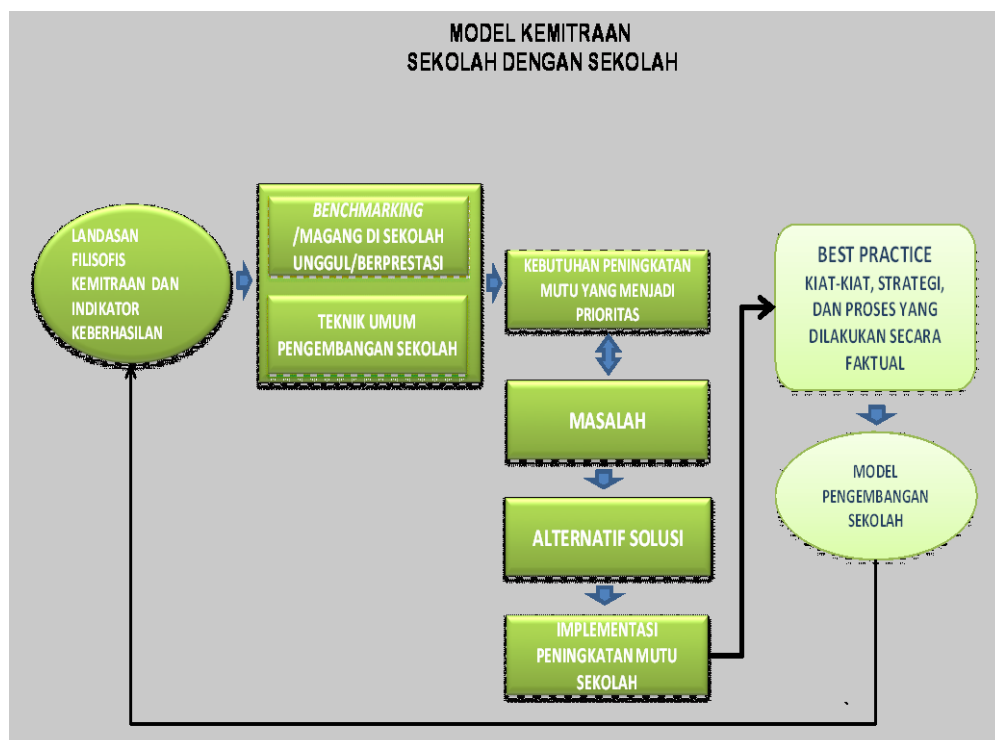 MODEL KEMITRAAN
SEKOLAH DENGAN SEKOLAH
LANDASAN
FILISOFIS
KEMITRAAN DAN
INDIKATOR
KEBERHASILAN
BENCHMARKING
/MAGANG DI SEKOLAH
UNGGUL/BERPRESTASI
TEKNIK UMUM
PENGEMBANGAN SEKOLAH
KEBUTUHAN PENINGKATAN
MUTU YANG MENJADI
PRIORITAS
MASALAH
ALTERNATIF SOLUSI
IMPLEMENTASI
PENINGKATAN MUTU
SEKOLAH
BEST PRACTICE
KIAT-KIAT, STRATEGI,
DAN PROSES YANG
DILAKUKAN SECARA
FAKTUAL
MODEL
PENGEMBANGAN
SEKOLAH